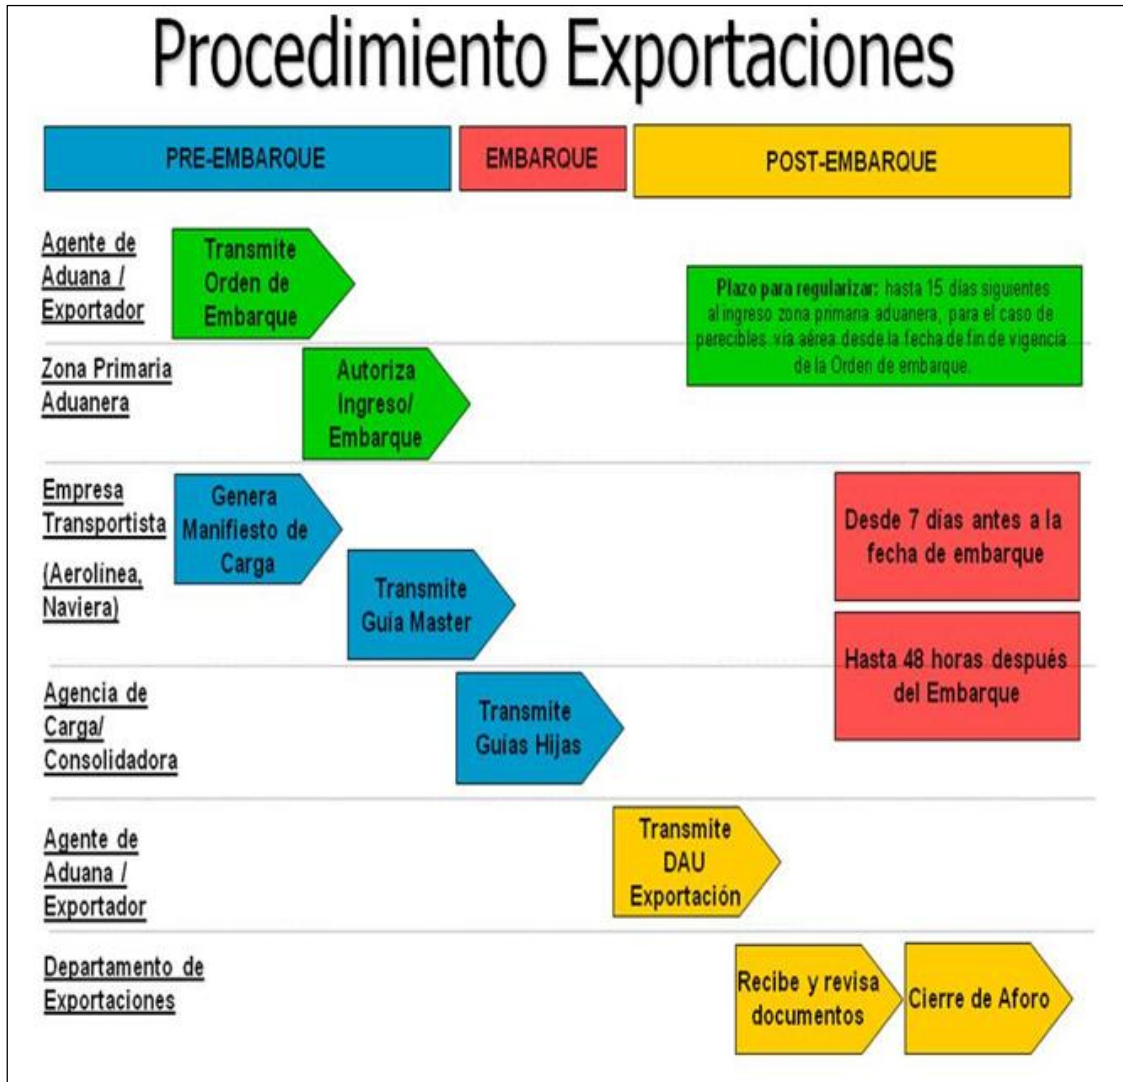 Procedimiento Exportaciones
PRE-EMBARQUE
EMBARQUE
POST-EMBARQUE
Agente de
Aduana /
Exportador
Transmite
Orden de
Embarque
Plazo para regularizar: hasta 15 días siguientes
al ingreso zona primaria aduanera, para el caso de
perecibles vía aérea desde la fecha de fin de vigencia
de la Orden de embarque.
Zona Primaria
Aduanera
Autoriza
Ingreso/
Embarque
Empresa
Transportista
(Aerolínea,
Naviera)
Genera
Manifiesto de
Carga
Transmite
Guía Master
Desde 7 días antes a la
fecha de embarque
Hasta 48 horas después
del Embarque
Agencia de
Carga/
Consolidadora
Transmite
Guías Hijas
Agente de
Aduana /
Exportador
Transmite
DAU
Exportación
Departamento de
Exportaciones
Recibe y revisa
documentos
Cierre de Aforo